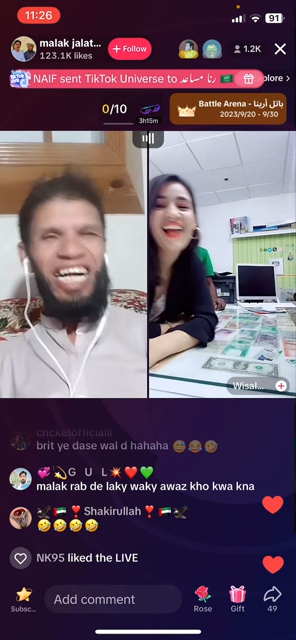 11:26
91
malak jalat...
123.1K likes
+ Follow
1.2K
NAIF sent TikTok Universe to رنا مساعد
plore >
0/10
3h15m
Battle Arena - باتل أرينا
2023/9/20 - 9/30
Wisal...
cricketofficialll
brit ye dase wal d hahaha
G U L
malak rab de laky waky awaz kho kwa kna
Shakirullah
NK95 liked the LIVE
Subsc...
Add comment
Rose
Gift
49